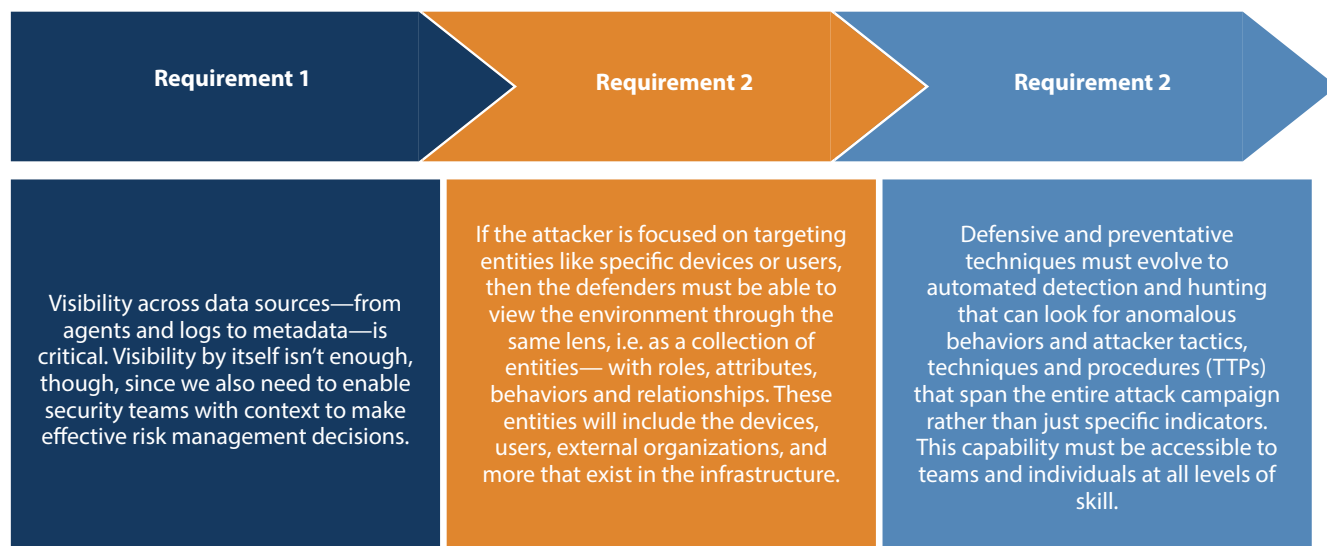 Requirement 1
Requirement 2
Requirement 2
Visibility across data sources—from
agents and logs to metadata—is
critical. Visibility by itself isn’t enough,
though, since we also need to enable
security teams with context to make
effective risk management decisions.
If the attacker is focused on targeting
entities like specific devices or users,
then the defenders must be able to
view the environment through the
same lens, i.e. as a collection of
entities— with roles, attributes,
behaviors and relationships. These
entities will include the devices,
users, external organizations, and
more that exist in the infrastructure.
Defensive and preventative
techniques must evolve to
automated detection and hunting
that can look for anomalous
behaviors and attacker tactics,
techniques and procedures (TTPs)
that span the entire attack campaign
rather than just specific indicators.
This capability must be accessible to
teams and individuals at all levels of
skill.